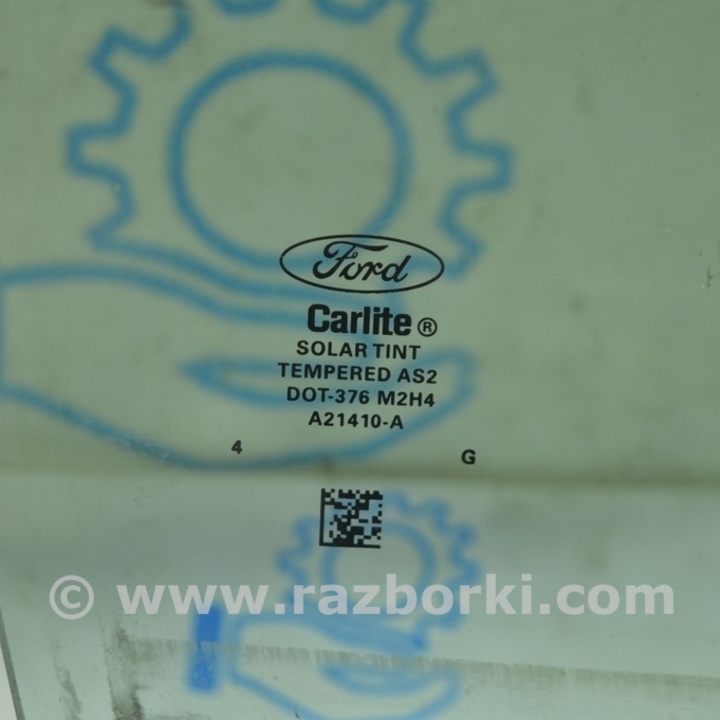 Ford
Carlite®
SOLAR TINT
TEMPERED AS2
DOT-376 M2H4
A21410-A
4 G
© www.razborki.com